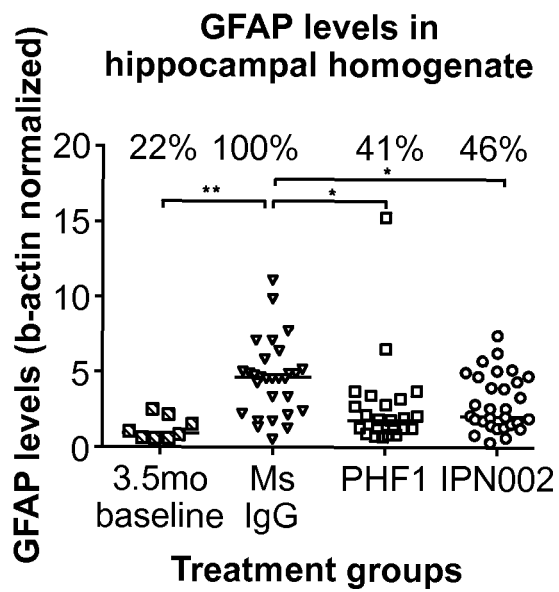 GFAP levels in
hippocampal homogenate
GFAP levels (b-actin normalized)
22% 100% 41% 46%
** * *
20
15
10
5
0
3.5mo baseline
Ms IgG
PHF1
IPN002
Treatment groups